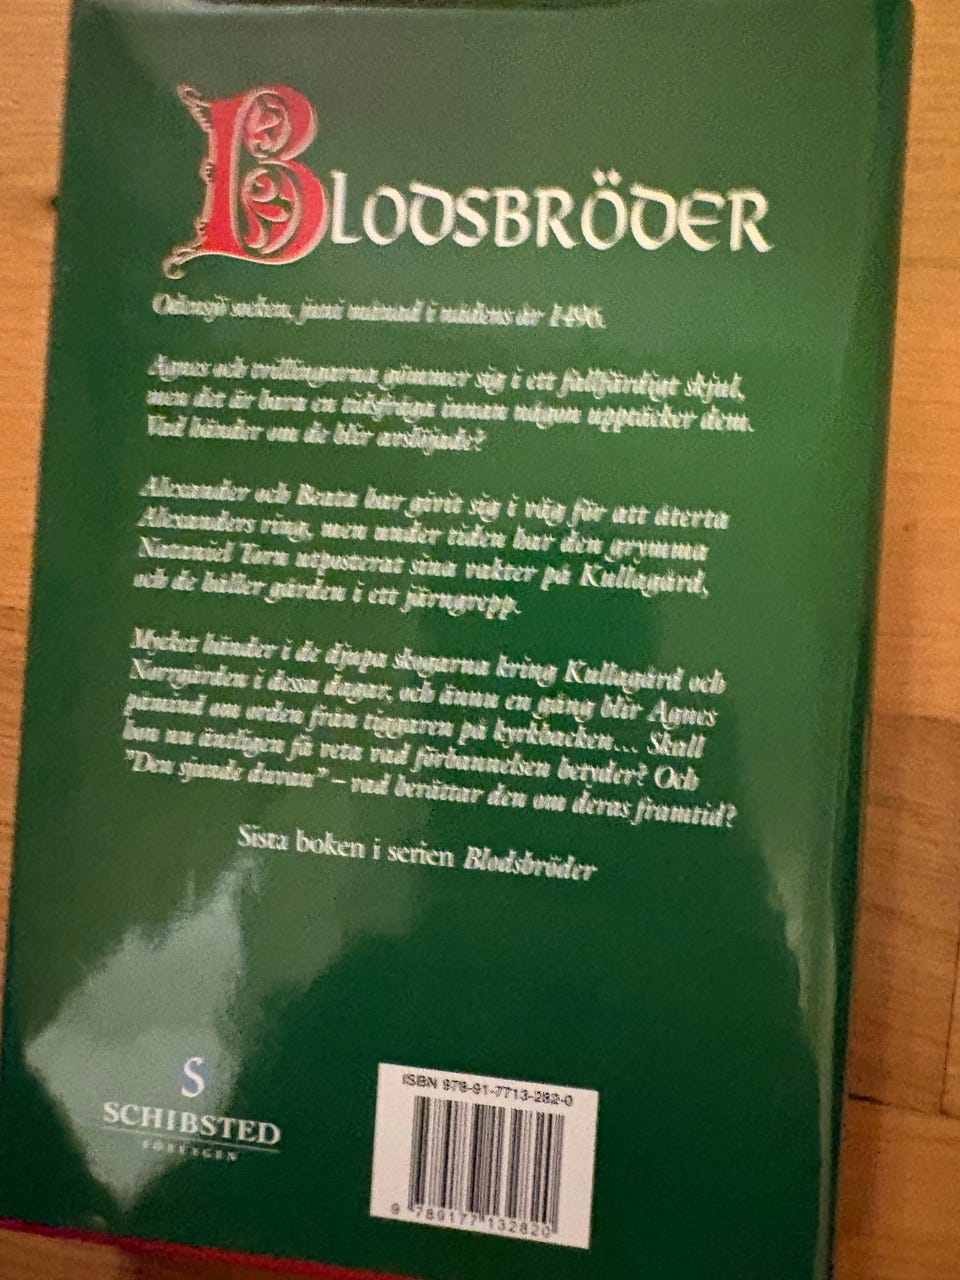 BLODSBRÖDER
Odensjö socken, juni månad i nådens år 1496.
Agnes och tvillingarna gömmer sig i ett fallfärdigt skjul,
men det är bara en tidsfråga innan någon upptäcker dem.
Vad händer om de blir avslöjade?
Alexander och Beata har givit sig i väg för att återta
Alexanders ring, men under tiden har den grymma
Nataniel Torn utposterat sina vakter på Kullagård,
och de håller gården i ett järngrepp.
Mycket händer i de djupa skogarna kring Kullagård och
Norrgården i dessa dagar, och ännu en gång blir Agnes
påmind om orden från tiggaren på kyrkbacken... Skall
hon nu äntligen få veta vad förbannelsen betyder? Och
"Den sjunde duvan" – vad berättar den om deras framtid?
Sista boken i serien Blodsbröder
S
SCHIBSTED
FÖRLAGEN
ISBN 978-91-7713-282-0
9 789177 132820